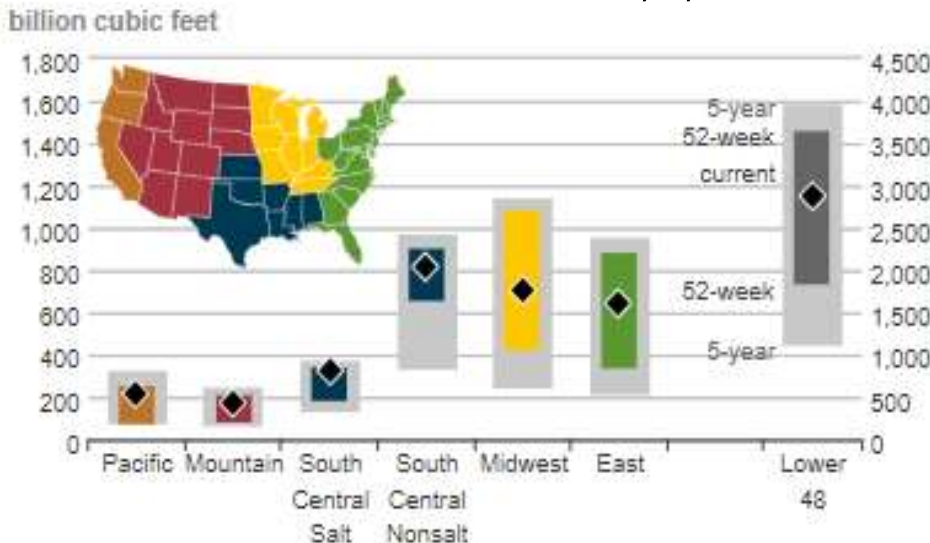 billion cubic feet
1,800
1,600
1,400
1,200
1,000
800
600
400
200
0
4,500
4,000
3,500
3,000
2,500
2,000
1,500
1,000
500
0
5-year
52-week
current
52-week
5-year
Pacific
Mountain
South
Central
Salt
South
Central
Nonsalt
Midwest
East
Lower
48